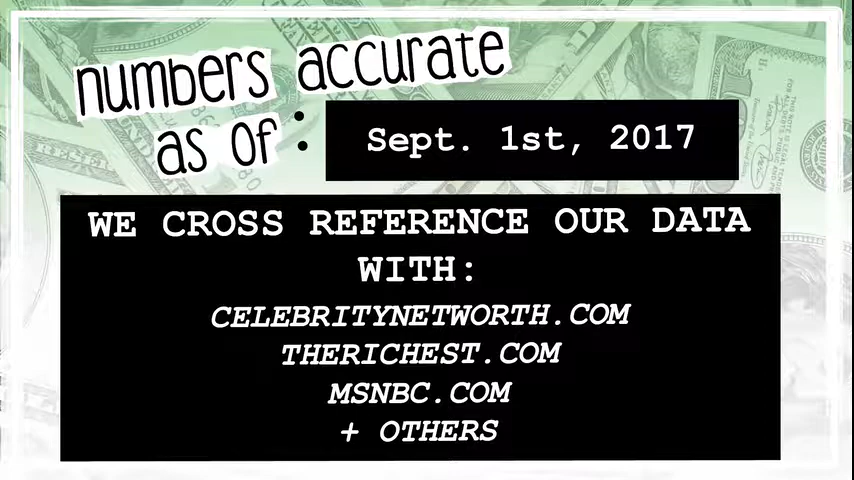 numbers accurate
as of: Sept. 1st, 2017
WE CROSS REFERENCE OUR DATA
WITH:
CELEBRITYNETWORTH.COM
THERICHEST.COM
MSNBC.COM
+ OTHERS